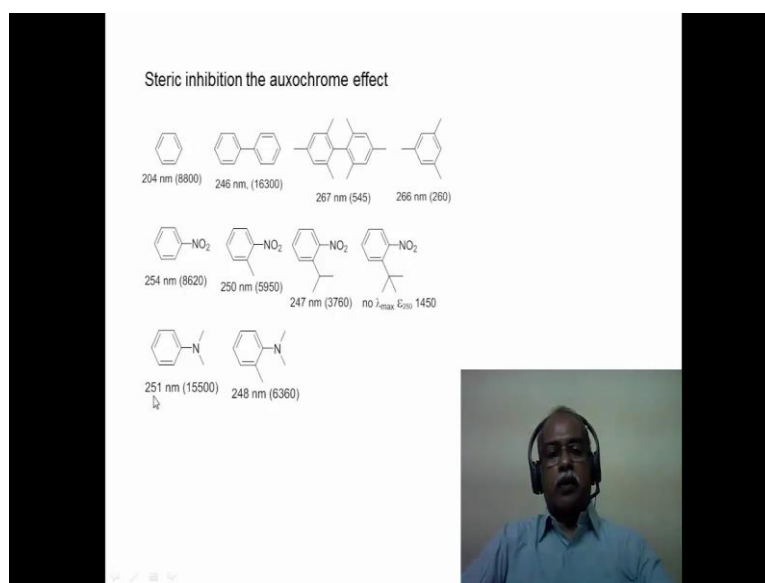 Steric inhibition the auxochrome effect
204 nm (8800)
246 nm, (16300)
267 nm (545)
266 nm (260)
NO₂
NO₂
NO₂
NO₂
254 nm (8620)
250 nm (5950)
247 nm (3760)
no λmax ε₂₅₀ 1450
N
N
251 nm (15500)
248 nm (6360)